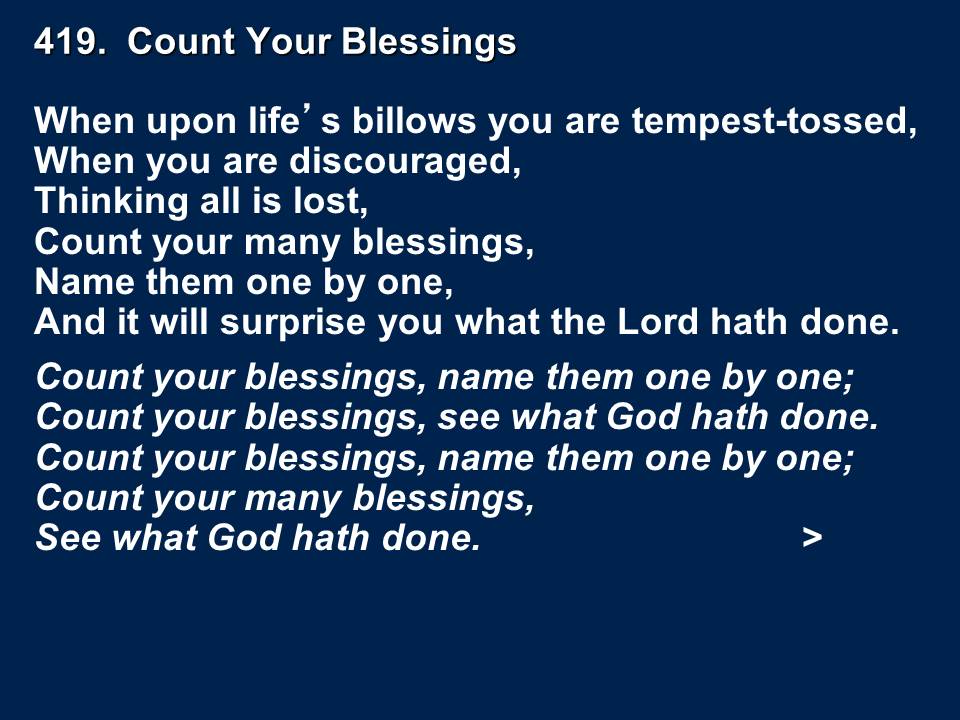 419.  Count Your Blessings
When upon life’s billows you are tempest-tossed,
When you are discouraged,
Thinking all is lost,
Count your many blessings,
Name them one by one,
And it will surprise you what the Lord hath done.
Count your blessings, name them one by one;
Count your blessings, see what God hath done.
Count your blessings, name them one by one;
Count your many blessings,
See what God hath done. >